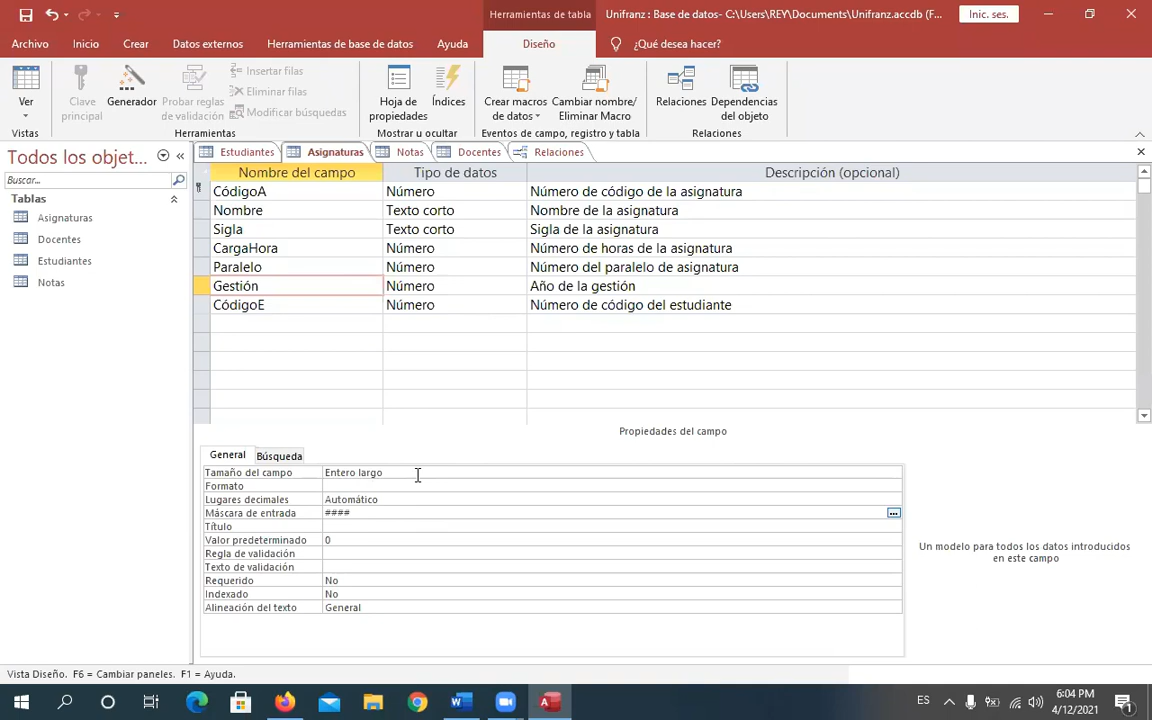 Herramientas de tabla
Unifranz : Base de datos- C:\Users\REY\Documents\Unifranz.accdb (F...
Inic. ses.
Archivo
Inicio
Crear
Datos externos
Herramientas de base de datos
Ayuda
Diseño
¿Qué desea hacer?
Ver
Clave principal
Generador
Probar reglas de validación
Insertar filas
Eliminar filas
Modificar búsquedas
Hoja de propiedades
Índices
Crear macros de datos
Cambiar nombre/ Eliminar Macro
Relaciones
Dependencias del objeto
Vistas
Herramientas
Mostrar u ocultar
Eventos de campo, registro y tabla
Relaciones
Todos los objet...
«
Buscar...
Tablas
Asignaturas
Docentes
Estudiantes
Notas
Estudiantes
Asignaturas
Notas
Docentes
Relaciones
Nombre del campo
Tipo de datos
Descripción (opcional)
CódigoA
Número
Número de código de la asignatura
Nombre
Texto corto
Nombre de la asignatura
Sigla
Texto corto
Sigla de la asignatura
CargaHora
Número
Número de horas de la asignatura
Paralelo
Número
Número del paralelo de asignatura
Gestión
Número
Año de la gestión
CódigoE
Número
Número de código del estudiante
Propiedades del campo
General
Búsqueda
Tamaño del campo
Entero largo
Formato
Lugares decimales
Automático
Máscara de entrada
####
...
Título
Valor predeterminado
0
Regla de validación
Texto de validación
Requerido
No
Indexado
No
Alineación del texto
General
Un modelo para todos los datos introducidos
en este campo
Vista Diseño. F6 = Cambiar paneles. F1 = Ayuda.
ES
6:04 PM
4/12/2021
1